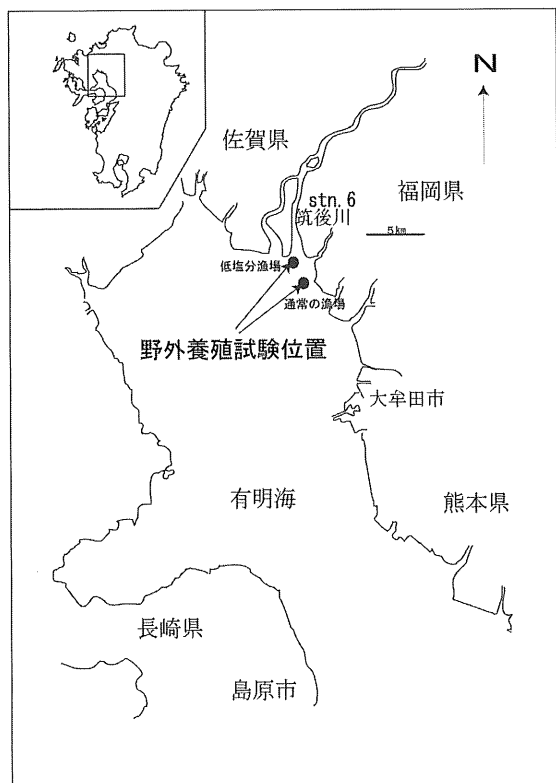 N
佐賀県
福岡県
stn.6
筑後川
5km
低塩分漁場
通常の漁場
野外養殖試験位置
大牟田市
有明海
熊本県
長崎県
島原市